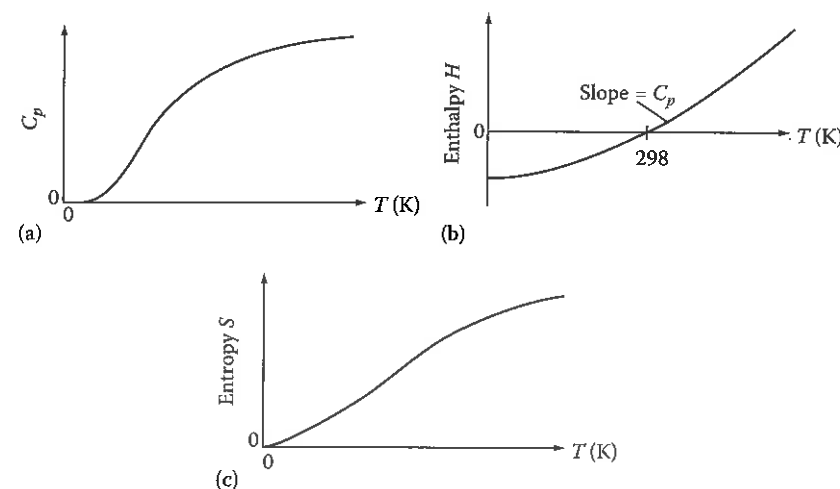 C_p
0
0
T (K)
(a)
Enthalpy H
0
Slope = C_p
298
T (K)
(b)
Entropy S
0
0
T (K)
(c)